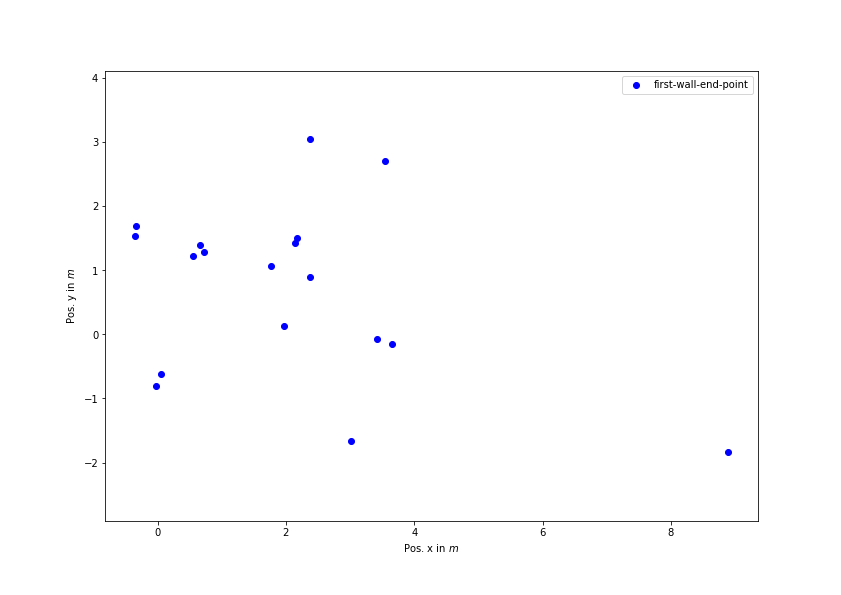 first-wall-end-point
4
3
2
1
0
−1
−2
Pos. y in m
0 2 4 6 8
Pos. x in m